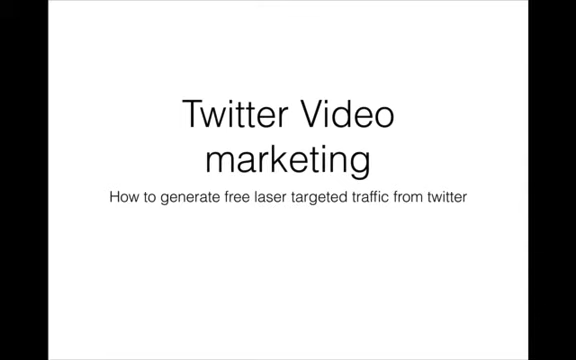 Twitter Video
marketing
How to generate free laser targeted traffic from twitter